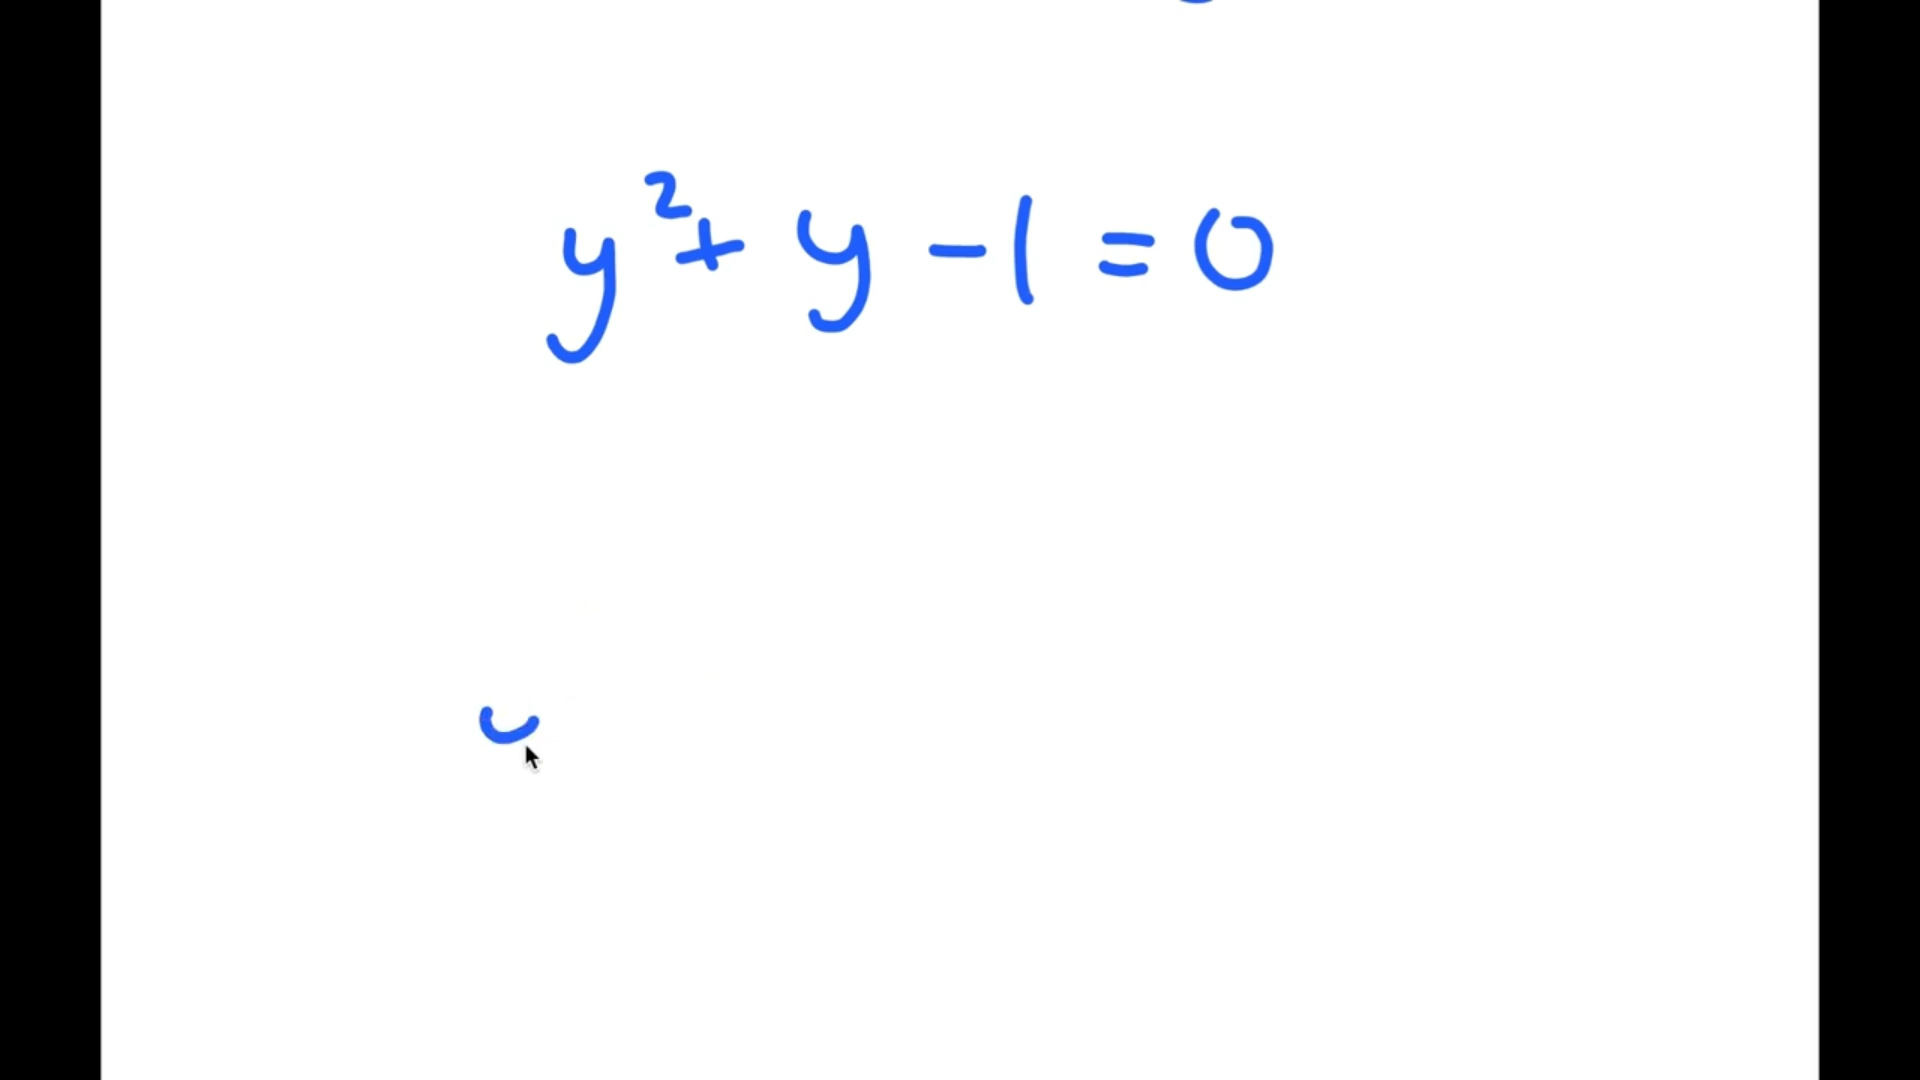 y² + y - 1 = 0